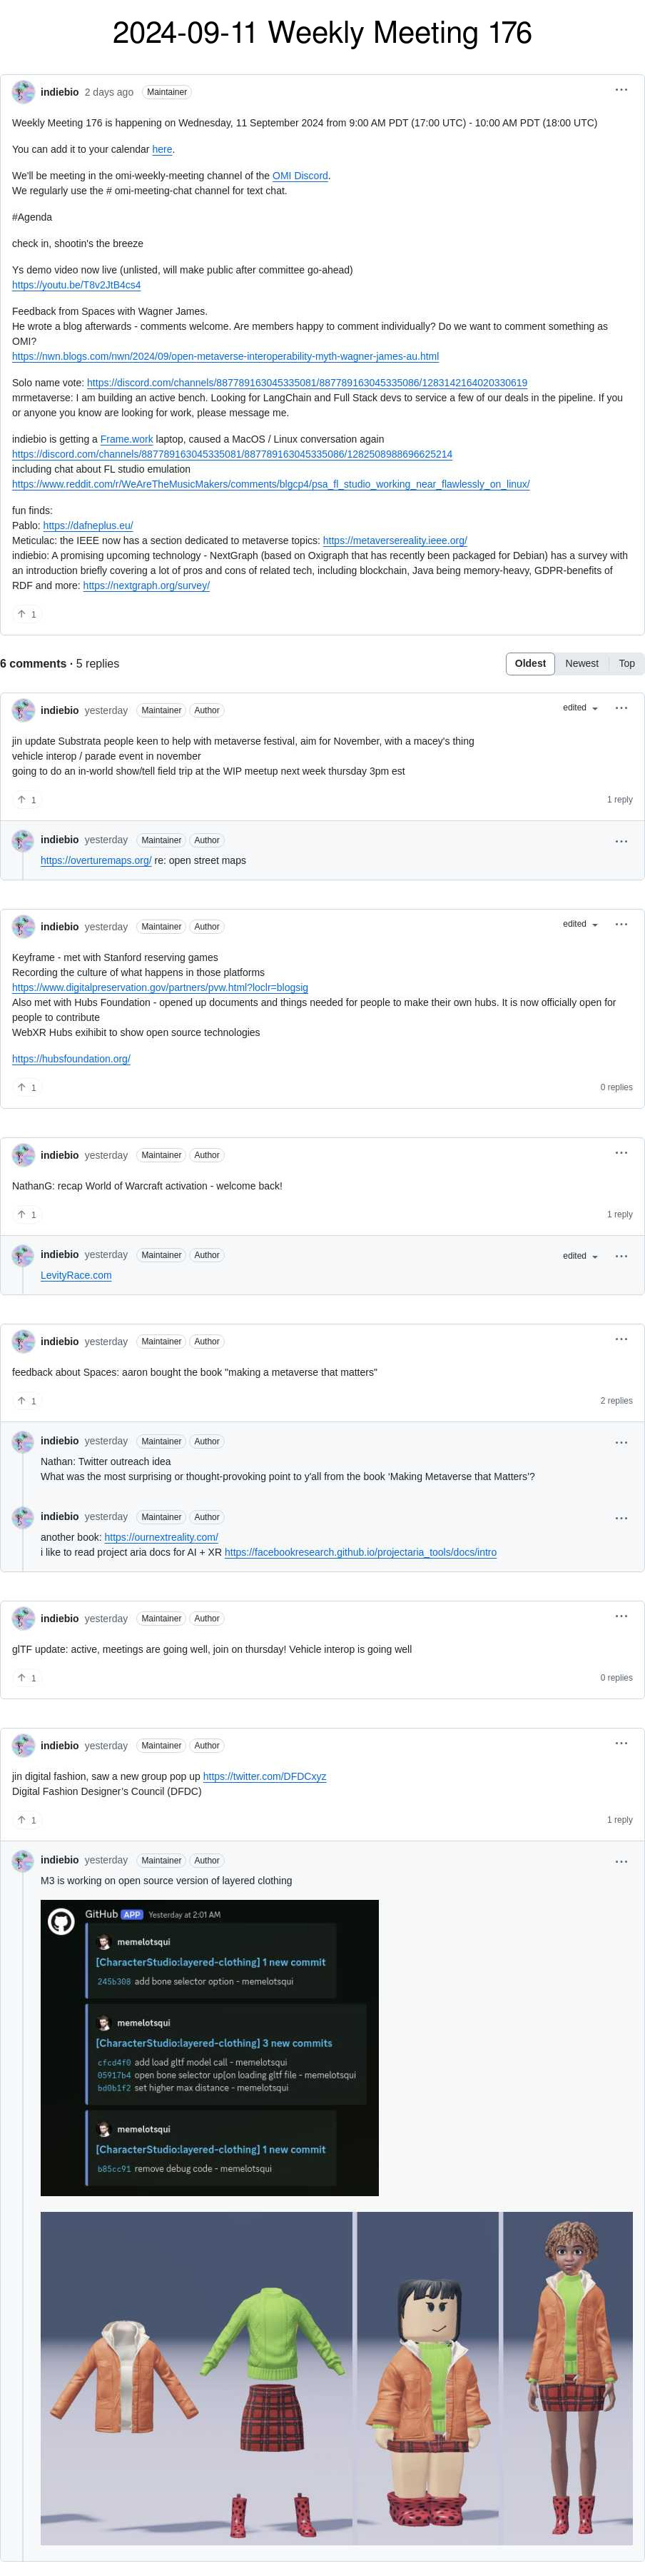 2024-09-11 Weekly Meeting 176
indiebio 2 days ago Maintainer
Weekly Meeting 176 is happening on Wednesday, 11 September 2024 from 9:00 AM PDT (17:00 UTC) - 10:00 AM PDT (18:00 UTC)
You can add it to your calendar here.
We'll be meeting in the omi-weekly-meeting channel of the OMI Discord.
We regularly use the # omi-meeting-chat channel for text chat.
#Agenda
check in, shootin's the breeze
Ys demo video now live (unlisted, will make public after committee go-ahead)
https://youtu.be/T8v2JtB4cs4
Feedback from Spaces with Wagner James.
He wrote a blog afterwards - comments welcome. Are members happy to comment individually? Do we want to comment something as
OMI?
https://nwn.blogs.com/nwn/2024/09/open-metaverse-interoperability-myth-wagner-james-au.html
Solo name vote: https://discord.com/channels/887789163045335081/887789163045335086/1283142164020330619
mrmetaverse: I am building an active bench. Looking for LangChain and Full Stack devs to service a few of our deals in the pipeline. If you
or anyone you know are looking for work, please message me.
indiebio is getting a Frame.work laptop, caused a MacOS / Linux conversation again
https://discord.com/channels/887789163045335081/887789163045335086/1282508988696625214
including chat about FL studio emulation
https://www.reddit.com/r/WeAreTheMusicMakers/comments/blgcp4/psa_fl_studio_working_near_flawlessly_on_linux/
fun finds:
Pablo: https://dafneplus.eu/
Meticulac: the IEEE now has a section dedicated to metaverse topics: https://metaversereality.ieee.org/
indiebio: A promising upcoming technology - NextGraph (based on Oxigraph that has recently been packaged for Debian) has a survey with
an introduction briefly covering a lot of pros and cons of related tech, including blockchain, Java being memory-heavy, GDPR-benefits of
RDF and more: https://nextgraph.org/survey/
1
6 comments · 5 replies
Oldest Newest Top
indiebio yesterday Maintainer Author edited
jin update Substrata people keen to help with metaverse festival, aim for November, with a macey's thing
vehicle interop / parade event in november
going to do an in-world show/tell field trip at the WIP meetup next week thursday 3pm est
1 1 reply
indiebio yesterday Maintainer Author
https://overturemaps.org/ re: open street maps
indiebio yesterday Maintainer Author edited
Keyframe - met with Stanford reserving games
Recording the culture of what happens in those platforms
https://www.digitalpreservation.gov/partners/pvw.html?loclr=blogsig
Also met with Hubs Foundation - opened up documents and things needed for people to make their own hubs. It is now officially open for
people to contribute
WebXR Hubs exihibit to show open source technologies
https://hubsfoundation.org/
1 0 replies
indiebio yesterday Maintainer Author
NathanG: recap World of Warcraft activation - welcome back!
1 1 reply
indiebio yesterday Maintainer Author edited
LevityRace.com
indiebio yesterday Maintainer Author
feedback about Spaces: aaron bought the book "making a metaverse that matters"
1 2 replies
indiebio yesterday Maintainer Author
Nathan: Twitter outreach idea
What was the most surprising or thought-provoking point to y'all from the book ‘Making Metaverse that Matters’?
indiebio yesterday Maintainer Author
another book: https://ournextreality.com/
i like to read project aria docs for AI + XR https://facebookresearch.github.io/projectaria_tools/docs/intro
indiebio yesterday Maintainer Author
glTF update: active, meetings are going well, join on thursday! Vehicle interop is going well
1 0 replies
indiebio yesterday Maintainer Author
jin digital fashion, saw a new group pop up https://twitter.com/DFDCxyz
Digital Fashion Designer’s Council (DFDC)
1 1 reply
indiebio yesterday Maintainer Author
M3 is working on open source version of layered clothing
GitHub APP Yesterday at 2:01 AM
memelotsqui
[CharacterStudio:layered-clothing] 1 new commit
245b308 add bone selector option - memelotsqui
memelotsqui
[CharacterStudio:layered-clothing] 3 new commits
cfcd4f0 add load gltf model call - memelotsqui
05917b4 open bone selector up[on loading gltf file - memelotsqui
bd0b1f2 set higher max distance - memelotsqui
memelotsqui
[CharacterStudio:layered-clothing] 1 new commit
b85cc91 remove debug code - memelotsqui